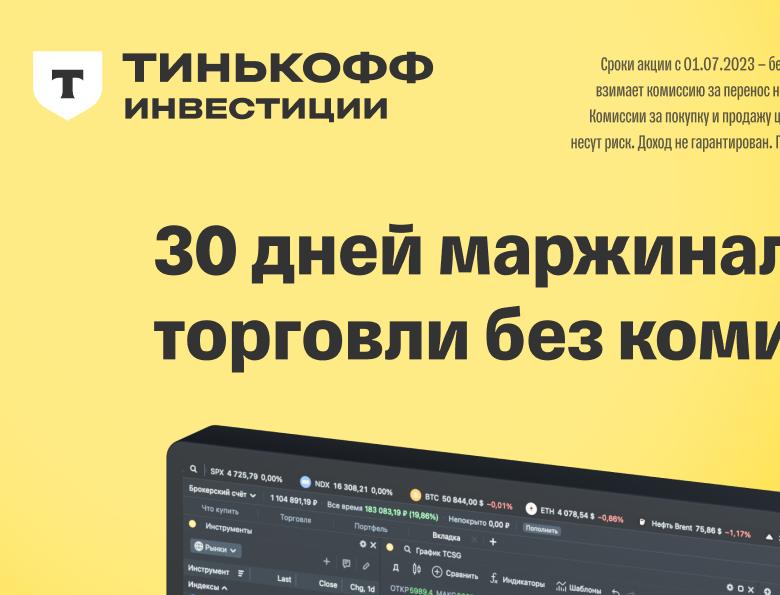 Т
ТИНЬКОФФ
ИНВЕСТИЦИИ
Сроки акции с 01.07.2023 – бе
взимает комиссию за перенос н
Комиссии за покупку и продажу ц
несут риск. Доход не гарантирован. П
30 дней маржинал
торговли без коми
SPX 4 725,79 0,00% NDX 16 308,21 0,00% BTC 50 844,00 $ –0,01% ETH 4 078,54 $ –0,86% Нефть Brent 75,86 $ –1,17%
Брокерский счёт 1 104 891,19 ₽ Все время 183 083,19 ₽ (19,86%) Непокрыто 0,00 ₽ Пополнить
Что купить Торговля Портфель Вкладка
Инструменты График TCSG
Рынки Д Сравнить Индикаторы Шаблоны
Инструмент Last Close Chg, 1d ОТКР5989.4
Индексы